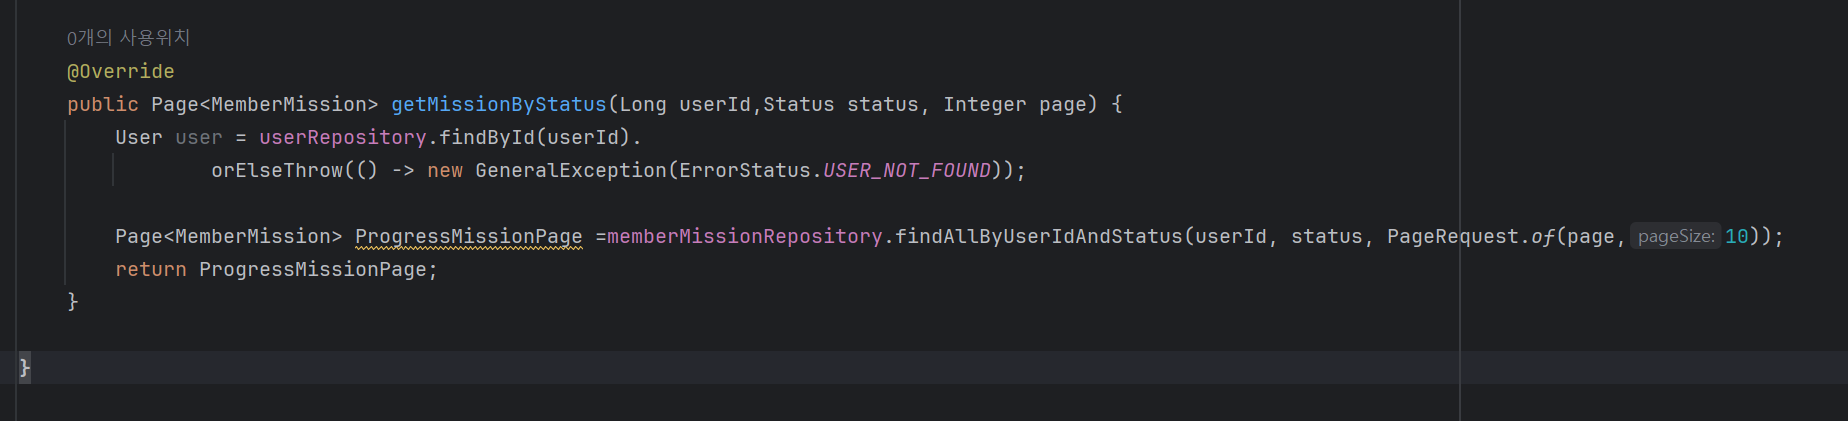 0개의 사용위치
@Override
public Page<MemberMission> getMissionByStatus(Long userId,Status status, Integer page) {
User user = userRepository.findById(userId).
orElseThrow(() -> new GeneralException(ErrorStatus.USER_NOT_FOUND));
Page<MemberMission> ProgressMissionPage =memberMissionRepository.findAllByUserIdAndStatus(userId, status, PageRequest.of(page, pageSize: 10));
return ProgressMissionPage;
}
}